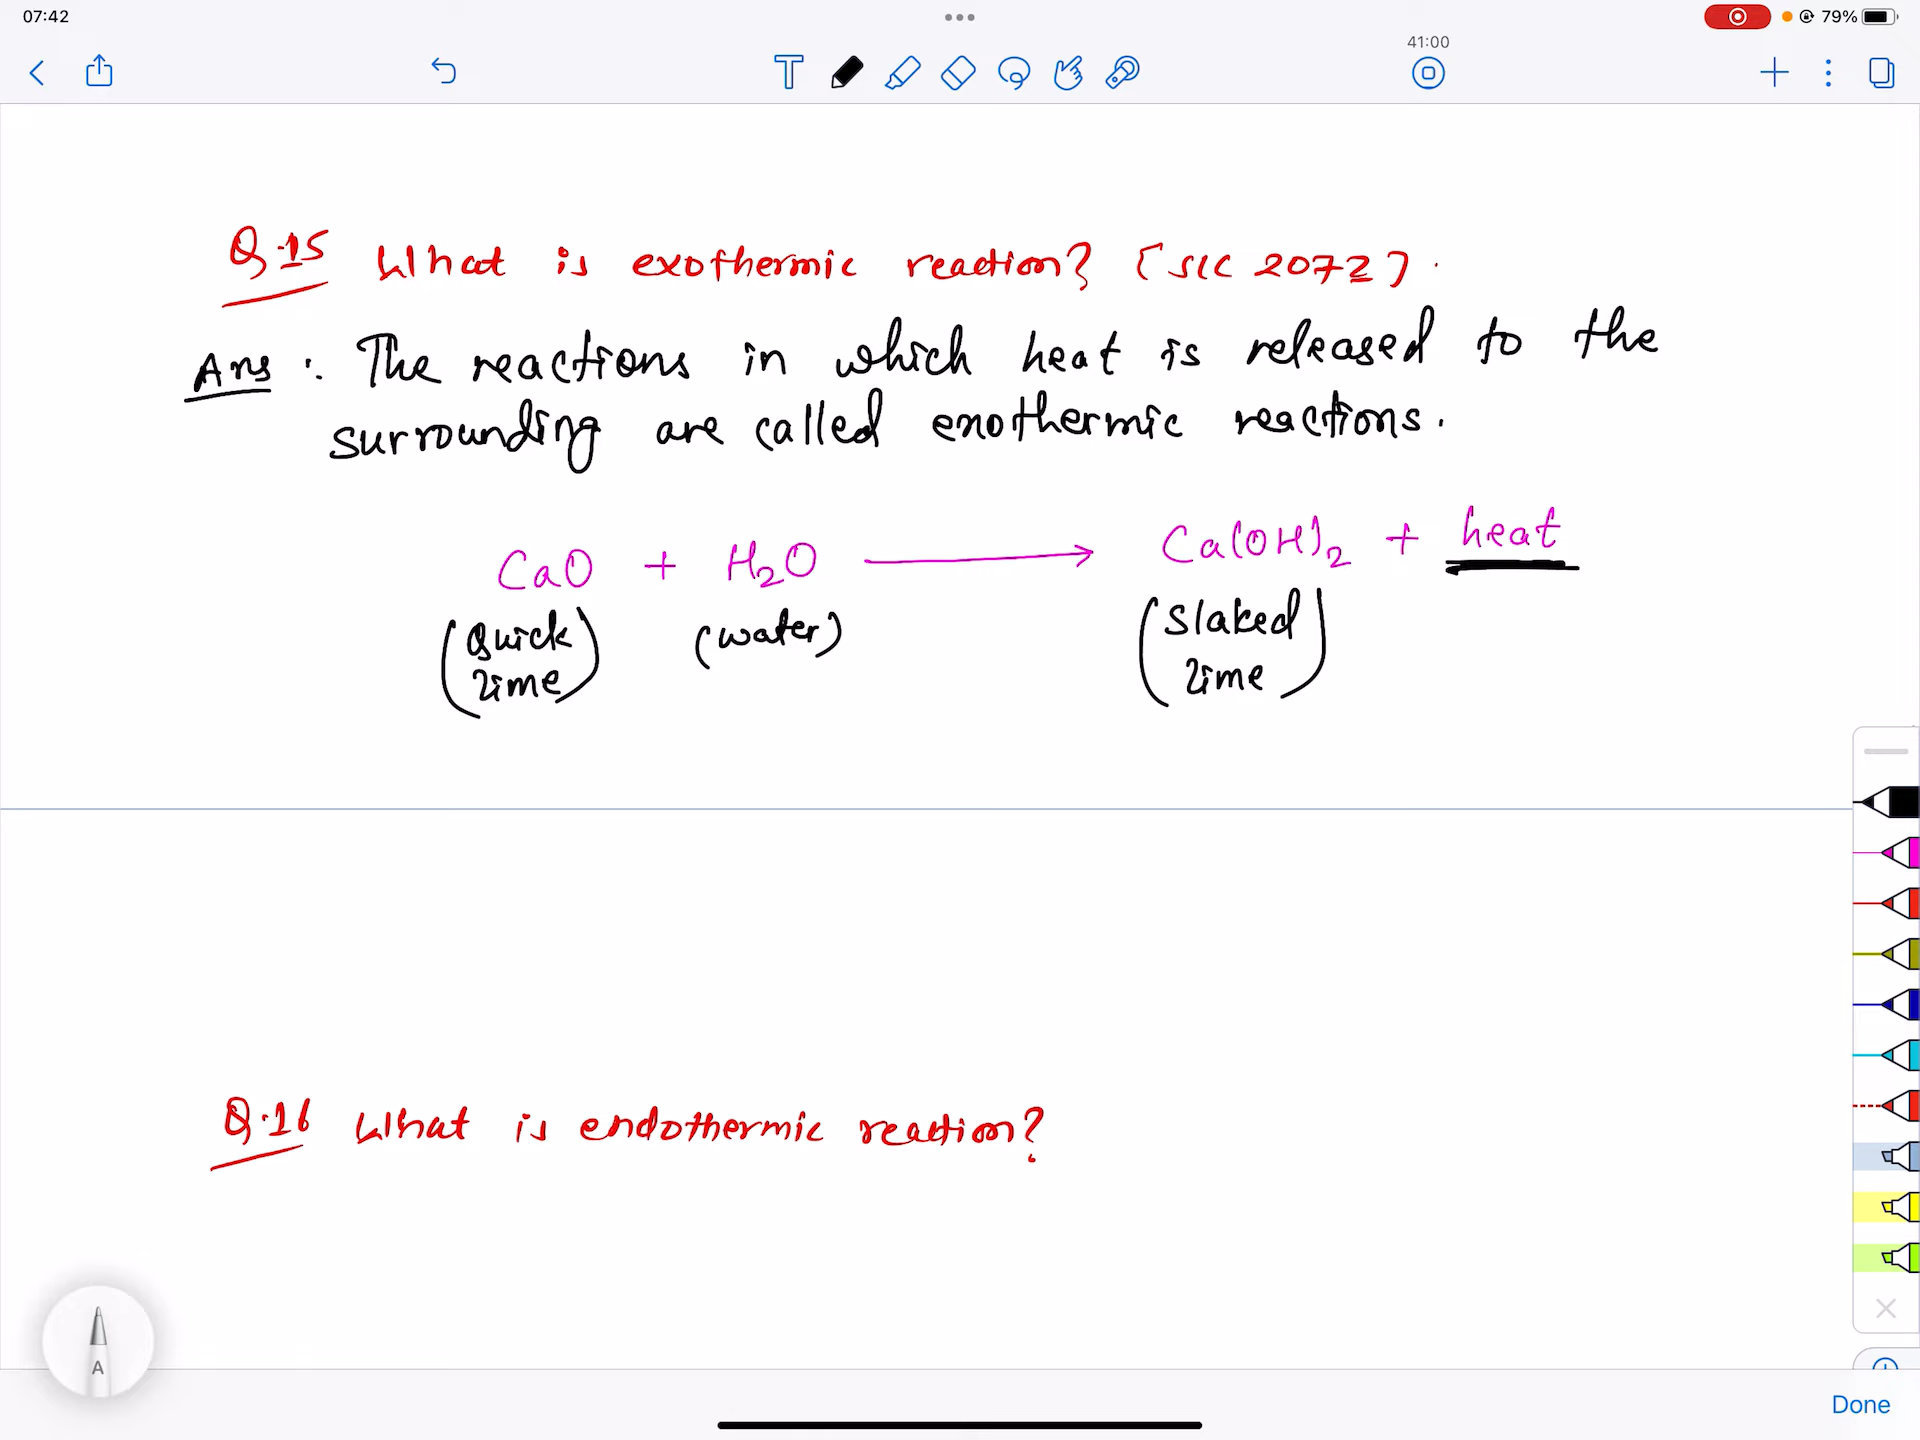 07:42
79%
41:00
Q.15 What is exothermic reaction? [SLC 2072].
Ans : The reactions in which heat is released to the
surrounding are called exothermic reactions.
CaO + H₂O → Ca(OH)₂ + heat
(Quick lime) (water) (Slaked lime)
Q.16 What is endothermic reaction?
A
Done